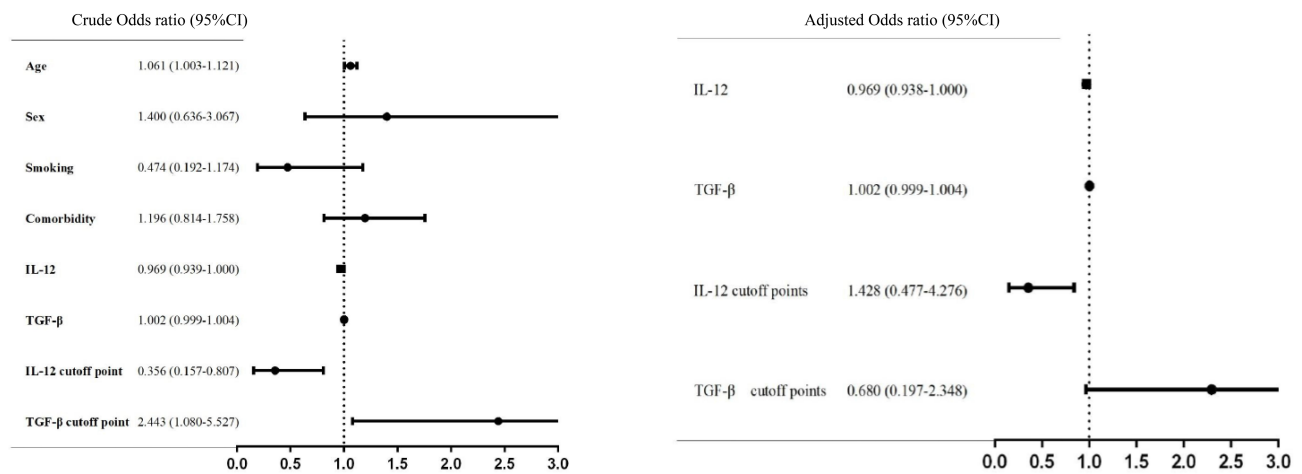 Crude Odds ratio (95%CI)
Age 1.061 (1.003-1.121)
Sex 1.400 (0.636-3.067)
Smoking 0.474 (0.192-1.174)
Comorbidity 1.196 (0.814-1.758)
IL-12 0.969 (0.939-1.000)
TGF-β 1.002 (0.999-1.004)
IL-12 cutoff point 0.356 (0.157-0.807)
TGF-β cutoff point 2.443 (1.080-5.527)
0.0 0.5 1.0 1.5 2.0 2.5 3.0
Adjusted Odds ratio (95%CI)
IL-12 0.969 (0.938-1.000)
TGF-β 1.002 (0.999-1.004)
IL-12 cutoff points 1.428 (0.477-4.276)
TGF-β cutoff points 0.680 (0.197-2.348)
0.0 0.5 1.0 1.5 2.0 2.5 3.0